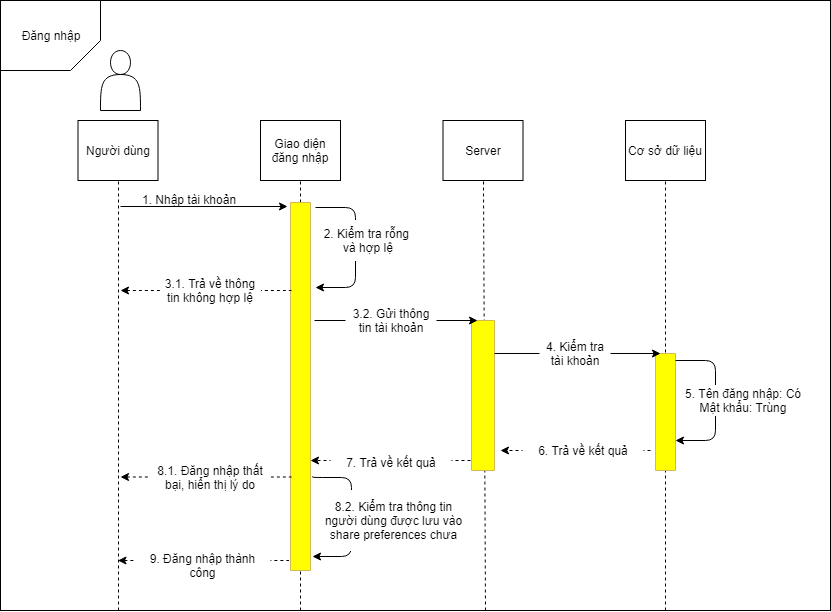 Đăng nhập
Người dùng
Giao diện
đăng nhập
Server
Cơ sở dữ liệu
1. Nhập tài khoản
2. Kiểm tra rỗng
và hợp lệ
3.1. Trả về thông
tin không hợp lệ
3.2. Gửi thông
tin tài khoản
4. Kiểm tra
tài khoản
5. Tên đăng nhập: Có
Mật khẩu: Trùng
6. Trả về kết quả
7. Trả về kết quả
8.1. Đăng nhập thất
bại, hiển thị lý do
8.2. Kiểm tra thông tin
người dùng được lưu vào
share preferences chưa
9. Đăng nhập thành
công